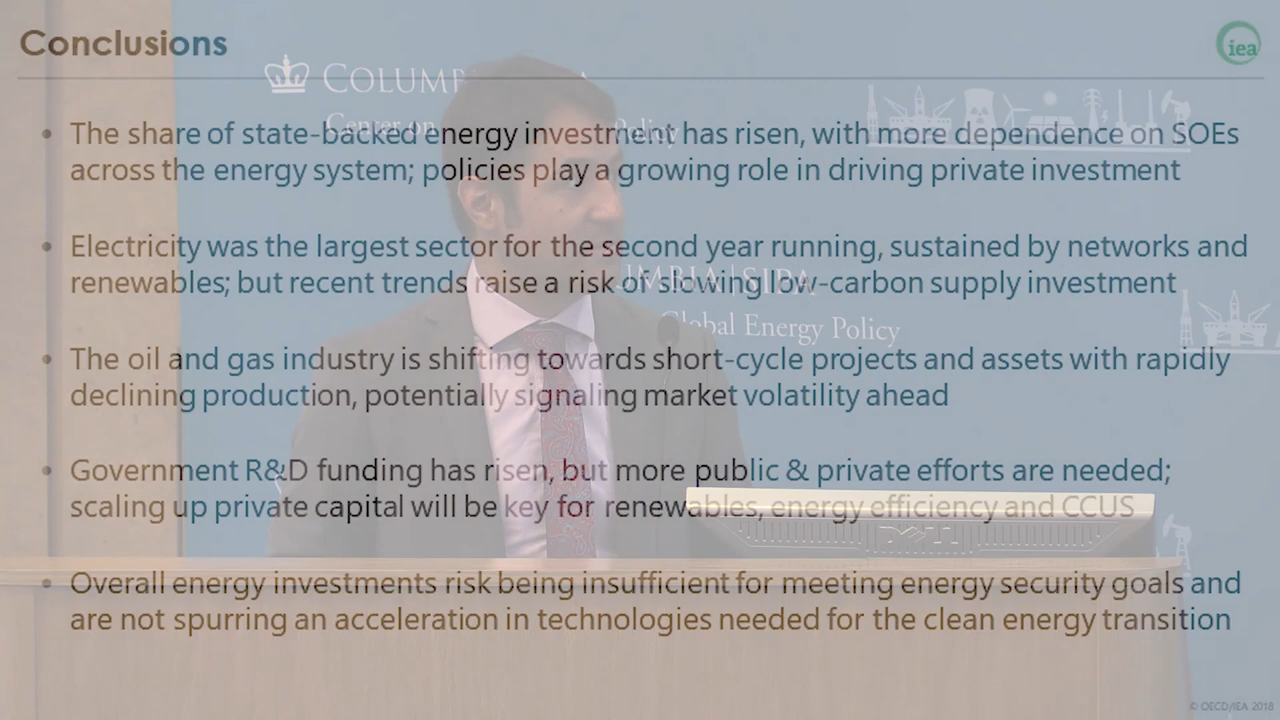 Conclusions
iea
COLUMB
Center on
Policy
• The share of state-backed energy investment has risen, with more dependence on SOEs
across the energy system; policies play a growing role in driving private investment
• Electricity was the largest sector for the second year running, sustained by networks and
renewables; but recent trends raise a risk of slowing low-carbon supply investment
UMBIA | SIPA
Global Energy Policy
• The oil and gas industry is shifting towards short-cycle projects and assets with rapidly
declining production, potentially signaling market volatility ahead
• Government R&D funding has risen, but more public & private efforts are needed;
scaling up private capital will be key for renewables, energy efficiency and CCUS
DELL
• Overall energy investments risk being insufficient for meeting energy security goals and
are not spurring an acceleration in technologies needed for the clean energy transition
© OECD/IEA 2018